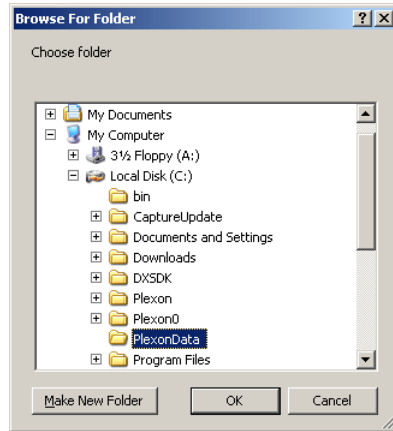 Browse For Folder
Choose folder
My Documents
My Computer
3½ Floppy (A:)
Local Disk (C:)
bin
CaptureUpdate
Documents and Settings
Downloads
DXSDK
Plexon
Plexon0
PlexonData
Program Files
Make New Folder OK Cancel